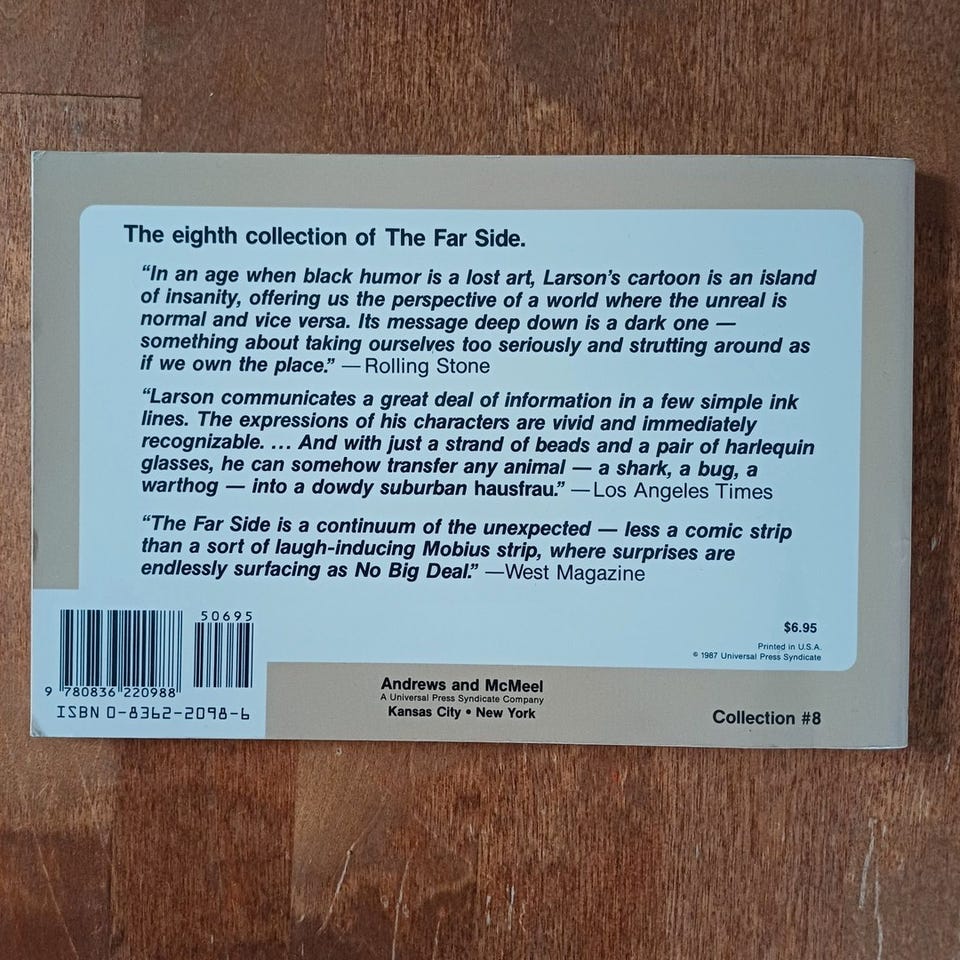 The eighth collection of The Far Side.
“In an age when black humor is a lost art, Larson’s cartoon is an island
of insanity, offering us the perspective of a world where the unreal is
normal and vice versa. Its message deep down is a dark one —
something about taking ourselves too seriously and strutting around as
if we own the place.” — Rolling Stone
“Larson communicates a great deal of information in a few simple ink
lines. The expressions of his characters are vivid and immediately
recognizable. ... And with just a strand of beads and a pair of harlequin
glasses, he can somehow transfer any animal — a shark, a bug, a
warthog — into a dowdy suburban hausfrau.” — Los Angeles Times
“The Far Side is a continuum of the unexpected — less a comic strip
than a sort of laugh-inducing Mobius strip, where surprises are
endlessly surfacing as No Big Deal.” —West Magazine
50695
9 780836 220988
ISBN 0-8362-2098-6
$6.95
Printed in U.S.A.
© 1987 Universal Press Syndicate
Andrews and McMeel
A Universal Press Syndicate Company
Kansas City • New York
Collection #8